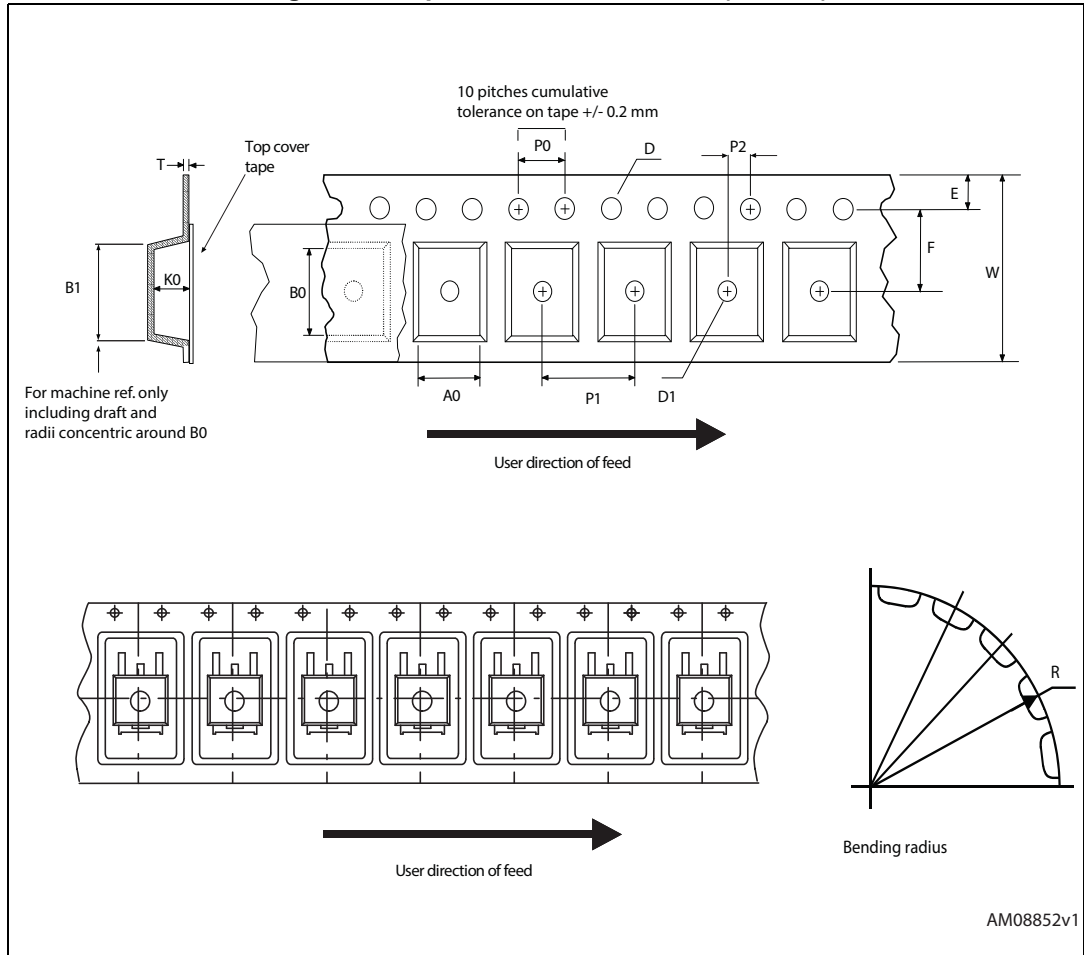 10 pitches cumulative
tolerance on tape +/- 0.2 mm
T
Top cover
tape
P0
D
P2
E
F
W
B1
K0
B0
For machine ref. only
including draft and
radii concentric around B0
A0
P1
D1
User direction of feed
R
Bending radius
User direction of feed
AM08852v1